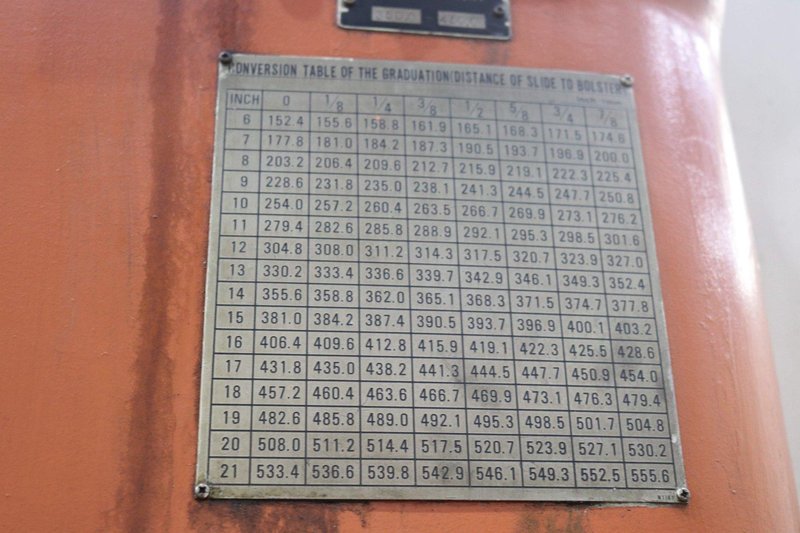 CONVERSION TABLE OF THE GRADUATION(DISTANCE OF SLIDE TO BOLSTER)
INCH 0 1/8 1/4 3/8 1/2 5/8 3/4 7/8
6 152.4 155.6 158.8 161.9 165.1 168.3 171.5 174.6
7 177.8 181.0 184.2 187.3 190.5 193.7 196.9 200.0
8 203.2 206.4 209.6 212.7 215.9 219.1 222.3 225.4
9 228.6 231.8 235.0 238.1 241.3 244.5 247.7 250.8
10 254.0 257.2 260.4 263.5 266.7 269.9 273.1 276.2
11 279.4 282.6 285.8 288.9 292.1 295.3 298.5 301.6
12 304.8 308.0 311.2 314.3 317.5 320.7 323.9 327.0
13 330.2 333.4 336.6 339.7 342.9 346.1 349.3 352.4
14 355.6 358.8 362.0 365.1 368.3 371.5 374.7 377.8
15 381.0 384.2 387.4 390.5 393.7 396.9 400.1 403.2
16 406.4 409.6 412.8 415.9 419.1 422.3 425.5 428.6
17 431.8 435.0 438.2 441.3 444.5 447.7 450.9 454.0
18 457.2 460.4 463.6 466.7 469.9 473.1 476.3 479.4
19 482.6 485.8 489.0 492.1 495.3 498.5 501.7 504.8
20 508.0 511.2 514.4 517.5 520.7 523.9 527.1 530.2
21 533.4 536.6 539.8 542.9 546.1 549.3 552.5 555.6